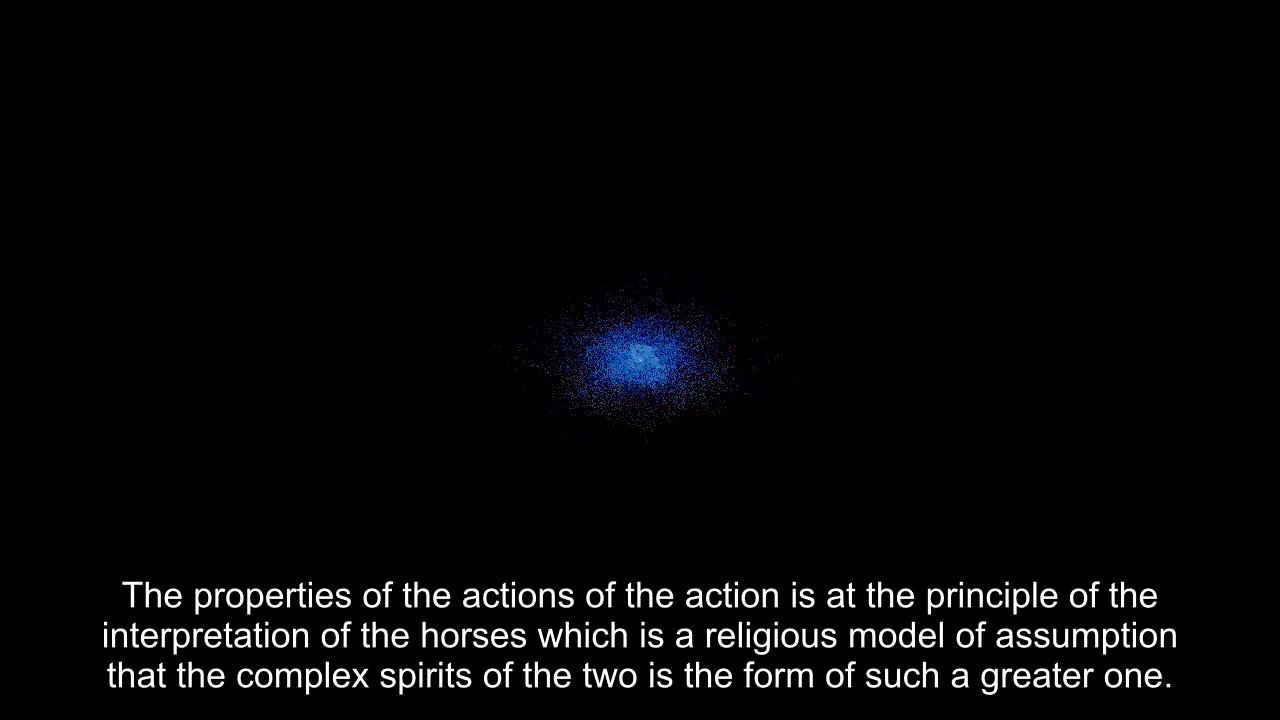 The properties of the actions of the action is at the principle of the
interpretation of the horses which is a religious model of assumption
that the complex spirits of the two is the form of such a greater one.